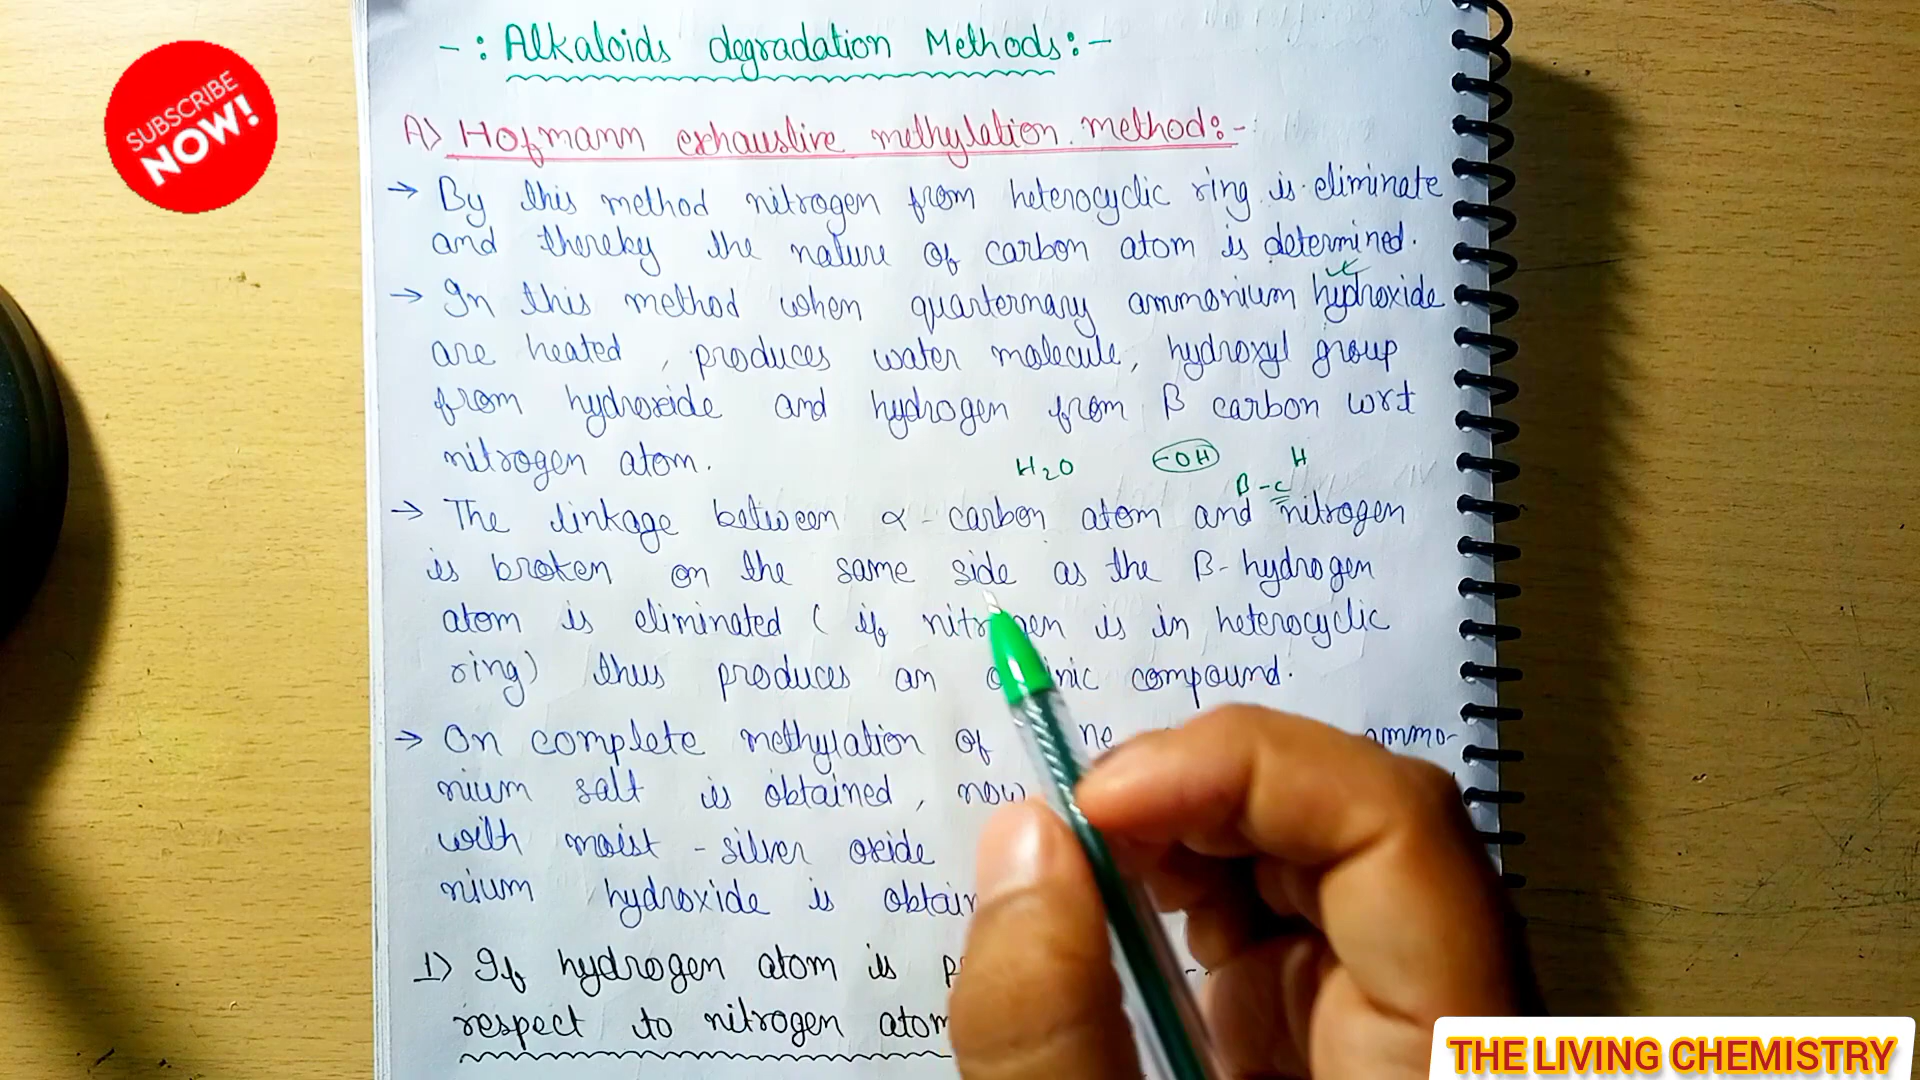 -: Alkaloids degradation Methods:-
SUBSCRIBE
NOW!
A) Hofmann exhaustive methylation method:-
→ By this method nitrogen from heterocyclic ring is eliminate
and thereby the nature of carbon atom is determined.
→ In this method when quarternary ammonium hydroxide
are heated, produces water molecule, hydroxyl group
from hydroxide and hydrogen from β carbon wrt
nitrogen atom.
H2O -OH H
β-C
→ The linkage between α-carbon atom and nitrogen
is broken on the same side as the β-hydrogen
atom is eliminated (if nitrogen is in heterocyclic
ring) thus produces an compound.
→ On complete methylation of ammo-
nium salt is obtained, now
with moist-silver oxide
nium hydroxide is
1) If hydrogen atom is
respect to nitrogen atom
THE LIVING CHEMISTRY